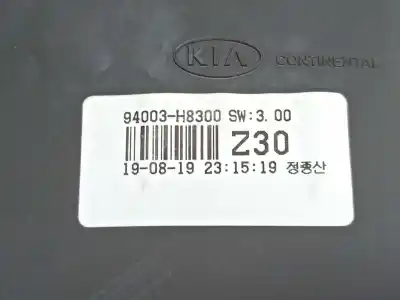 KIA CONTINENTAL
94003-H8300 SW:3.00
Z30
19-08-19 23:15:19 정종산